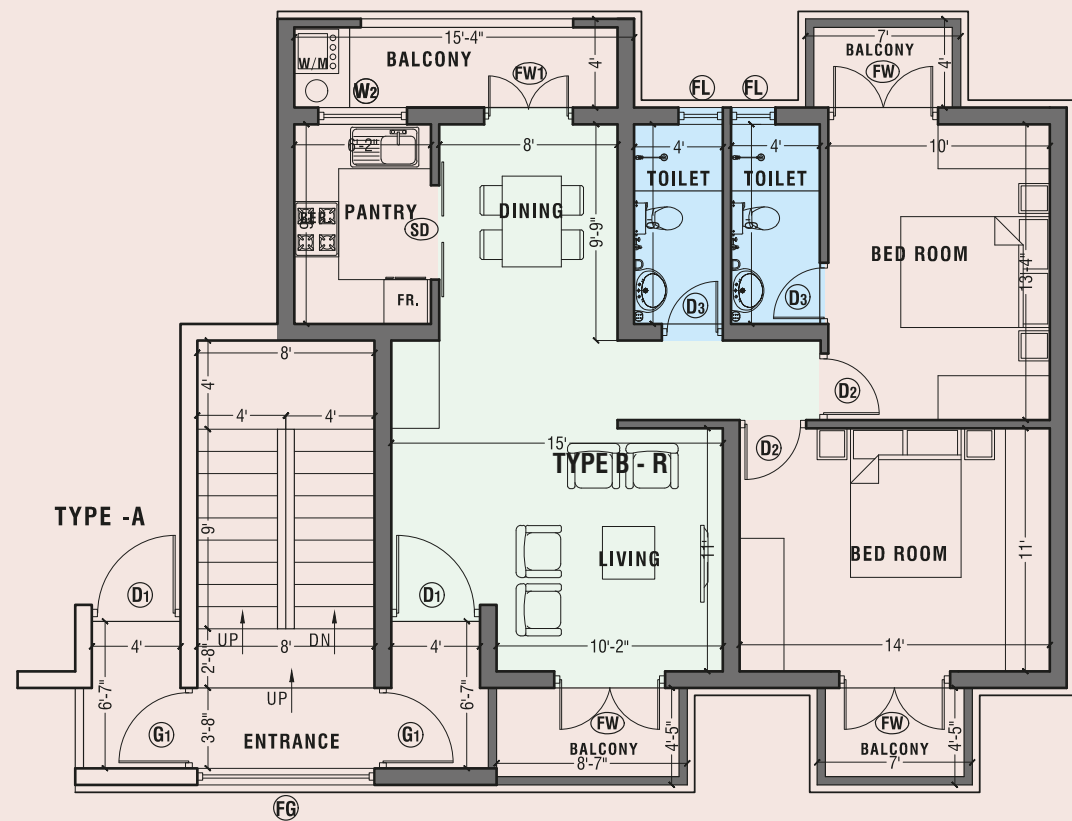 15'-4"
BALCONY
4'
W/M
W2
FW1
7'
BALCONY
4'
FW
FL
FL
6'-2"
8'
4'
4'
10'
TOILET
TOILET
PANTRY
DINING
SD
9'-9"
BED ROOM
13'-4"
FR.
D3
D3
8'
4'
4'
4'
D2
15'
D2
TYPE B - R
TYPE -A
9'
LIVING
11'
BED ROOM
11'
D1
D1
UP
DN
4'
2'-8"
8'
4'
10'-2"
14'
6'-7"
UP
6'-7"
G1
3'-8"
ENTRANCE
G1
FW
BALCONY
4'-5"
8'-7"
FW
BALCONY
4'-5"
7'
FG